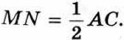 MN = 1/2 AC.